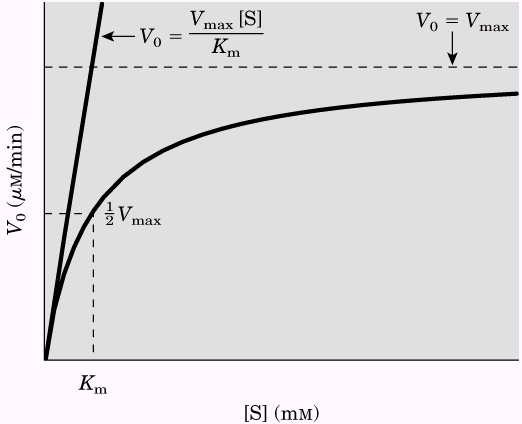 V₀ = Vmax [S] / Km
V₀ = Vmax
½Vmax
V₀ (μM/min)
Km
[S] (mM)